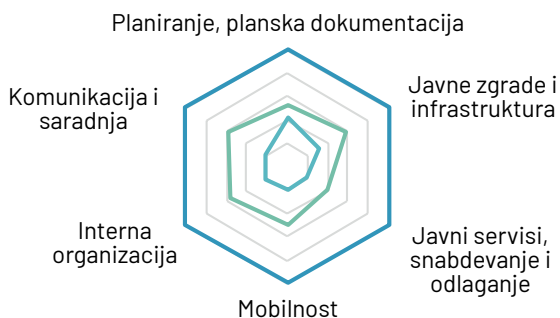 Planiranje, planska dokumentacija
Javne zgrade i
infrastruktura
Komunikacija i
saradnja
Interna
organizacija
Javni servisi,
snabdevanje i
odlaganje
Mobilnost